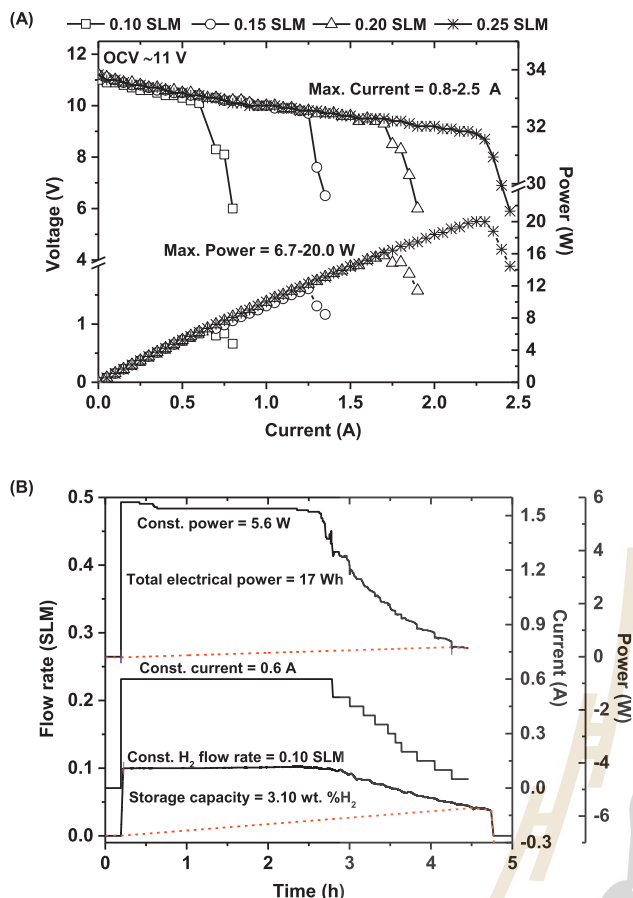 (A)
0.10 SLM 0.15 SLM 0.20 SLM 0.25 SLM
OCV ~11 V
Max. Current = 0.8-2.5 A
Max. Power = 6.7-20.0 W
Voltage (V)
12
10
8
6
4
1
0
Power (W)
34
32
30
20
16
12
8
4
0
0.0 0.5 1.0 1.5 2.0 2.5
Current (A)
(B)
Const. power = 5.6 W
Total electrical power = 17 Wh
Const. current = 0.6 A
Const. H₂ flow rate = 0.10 SLM
Storage capacity = 3.10 wt. %H₂
Flow rate (SLM)
0.5
0.4
0.3
0.2
0.1
0.0
Current (A)
1.5
1.2
0.9
0.6
0.3
0.0
-0.3
Power (W)
6
4
2
0
-2
-4
-6
0 1 2 3 4 5
Time (h)